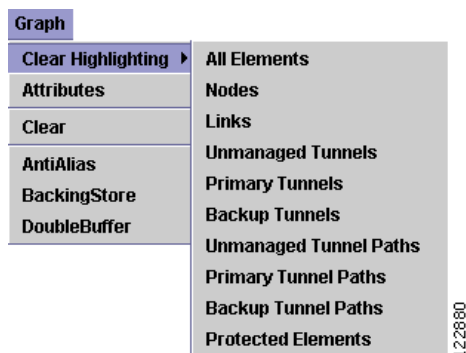 Graph
Clear Highlighting
Attributes
Clear
AntiAlias
BackingStore
DoubleBuffer
All Elements
Nodes
Links
Unmanaged Tunnels
Primary Tunnels
Backup Tunnels
Unmanaged Tunnel Paths
Primary Tunnel Paths
Backup Tunnel Paths
Protected Elements
122880